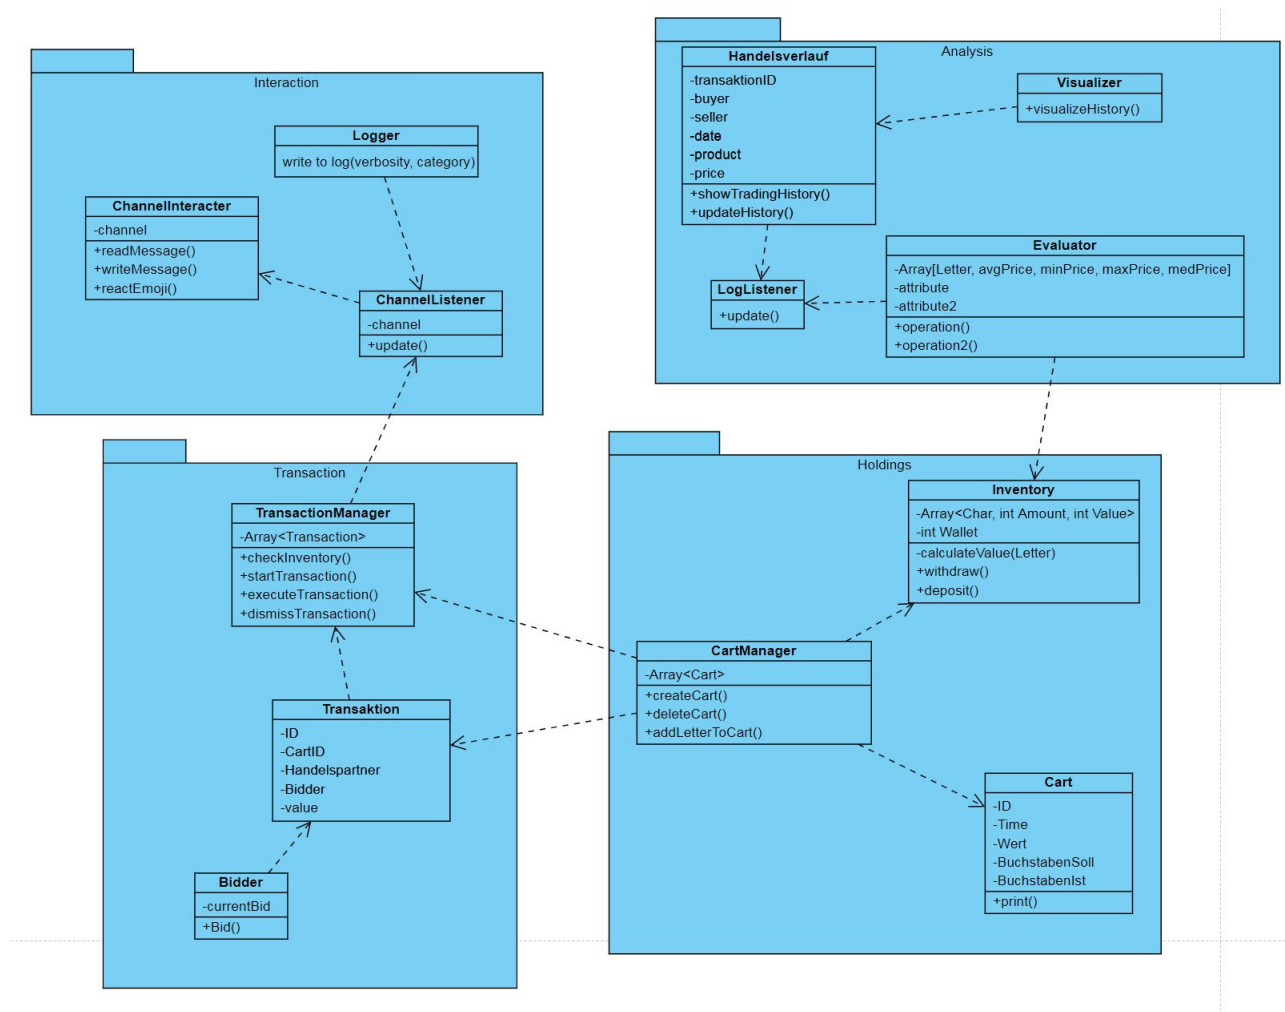 Interaction
Logger
write to log(verbosity, category)
ChannelInteracter
-channel
+readMessage()
+writeMessage()
+reactEmoji()
ChannelListener
-channel
+update()
Analysis
Handelsverlauf
-transaktionID
-buyer
-seller
-date
-product
-price
+showTradingHistory()
+updateHistory()
Visualizer
+visualizeHistory()
LogListener
+update()
Evaluator
-Array[Letter, avgPrice, minPrice, maxPrice, medPrice]
-attribute
-attribute2
+operation()
+operation2()
Transaction
TransactionManager
-Array<Transaction>
+checkInventory()
+startTransaction()
+executeTransaction()
+dismissTransaction()
Transaktion
-ID
-CartID
-Handelspartner
-Bidder
-value
Bidder
-currentBid
+Bid()
Holdings
Inventory
-Array<Char, int Amount, int Value>
-int Wallet
-calculateValue(Letter)
+withdraw()
+deposit()
CartManager
-Array<Cart>
+createCart()
+deleteCart()
+addLetterToCart()
Cart
-ID
-Time
-Wert
-BuchstabenSoll
-BuchstabenIst
+print()